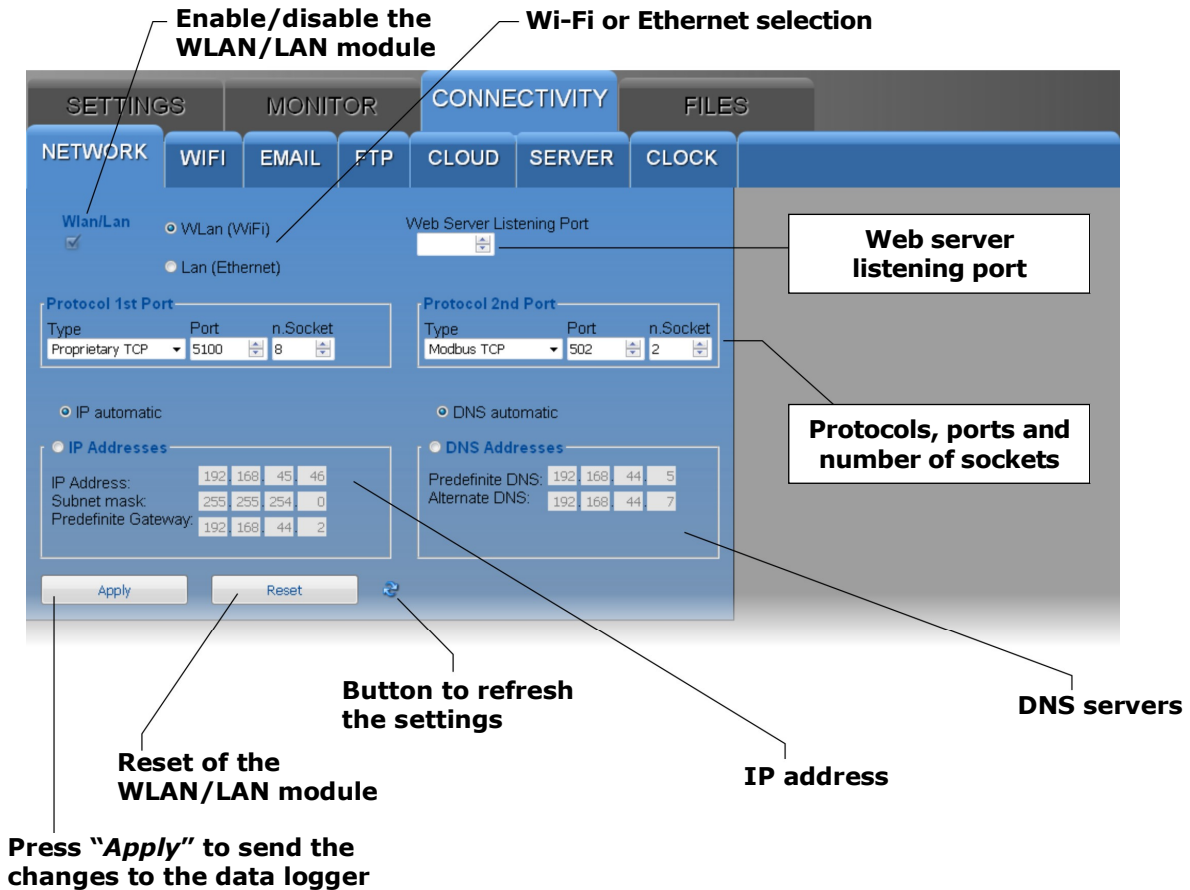 Enable/disable the
WLAN/LAN module
Wi-Fi or Ethernet selection
SETTINGS MONITOR CONNECTIVITY FILES
NETWORK WIFI EMAIL FTP CLOUD SERVER CLOCK
Wlan/Lan
WLan (WiFi)
Lan (Ethernet)
Web Server Listening Port
Web server
listening port
Protocol 1st Port
Type Port n.Socket
Proprietary TCP 5100 8
Protocol 2nd Port
Type Port n.Socket
Modbus TCP 502 2
Protocols, ports and
number of sockets
IP automatic
DNS automatic
IP Addresses
IP Address: 192. 168. 45. 46
Subnet mask: 255. 255. 254. 0
Predefinite Gateway: 192. 168. 44. 2
DNS Addresses
Predefinite DNS: 192. 168. 44. 5
Alternate DNS: 192. 168. 44. 7
Apply Reset
Button to refresh
the settings
DNS servers
Reset of the
WLAN/LAN module
IP address
Press “Apply” to send the
changes to the data logger